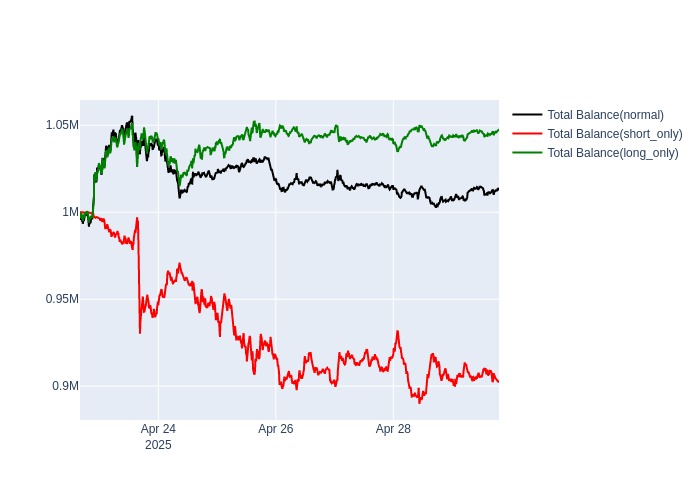 1.05M
1M
0.95M
0.9M
Apr 24
2025
Apr 26
Apr 28
Total Balance(normal)
Total Balance(short_only)
Total Balance(long_only)